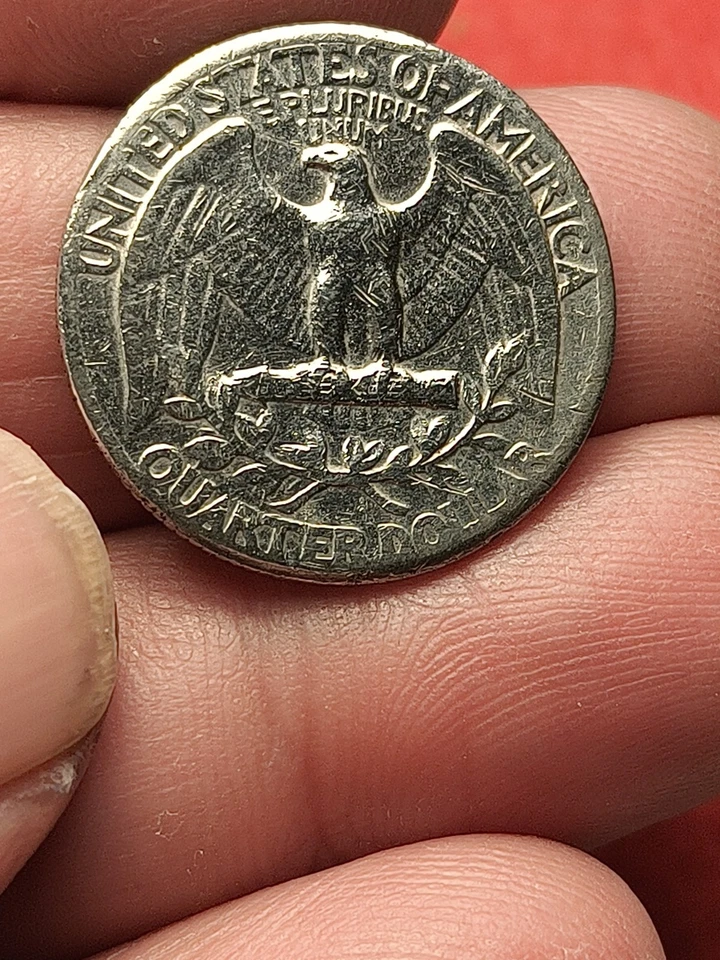 UNITED STATES OF AMERICA
E PLURIBUS
UNUM
QUARTER DOLLAR